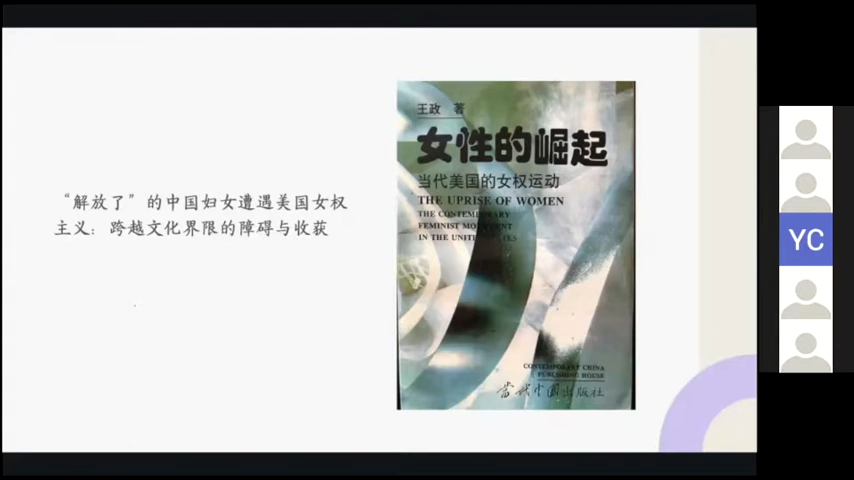 “解放了”的中国妇女遭遇美国女权
主义：跨越文化界限的障碍与收获
王政 著
女性的崛起
当代美国的女权运动
THE UPRISE OF WOMEN
THE CONTEMPORARY
FEMINIST MOVEMENT
IN THE UNITED STATES
CONTEMPORARY CHINA
PUBLISHING HOUSE
当代中国出版社
YC